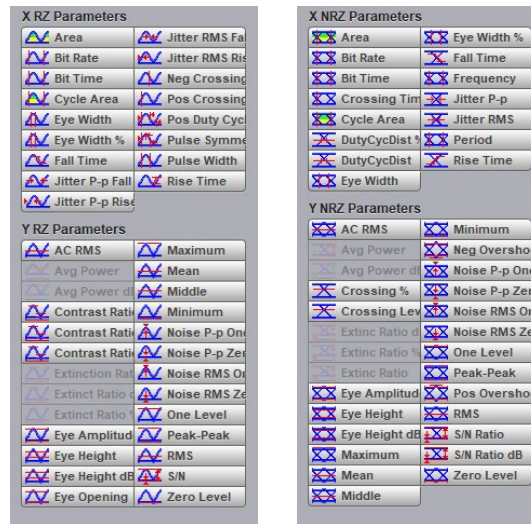 X RZ Parameters
Area
Jitter RMS Fal
Bit Rate
Jitter RMS Ris
Bit Time
Neg Crossing
Cycle Area
Pos Crossing
Eye Width
Pos Duty Cycl
Eye Width %
Pulse Symme
Fall Time
Pulse Width
Jitter P-p Fall
Rise Time
Jitter P-p Rise
Y RZ Parameters
AC RMS
Maximum
Avg Power
Mean
Avg Power d
Middle
Contrast Rati
Minimum
Contrast Rati
Noise P-p On
Contrast Rati
Noise P-p Zer
Extinction Rat
Noise RMS On
Extinct Ratio
Noise RMS Ze
Extinct Ratio
One Level
Eye Amplitud
Peak-Peak
Eye Height
RMS
Eye Height dB
S/N
Eye Opening
Zero Level
X NRZ Parameters
Area
Eye Width %
Bit Rate
Fall Time
Bit Time
Frequency
Crossing Tim
Jitter P-p
Cycle Area
Jitter RMS
DutyCycDist %
Period
DutyCycDist
Rise Time
Eye Width
Y NRZ Parameters
AC RMS
Minimum
Avg Power
Neg Oversho
Avg Power dB
Noise P-p One
Crossing %
Noise P-p Zer
Crossing Lev
Noise RMS On
Extinc Ratio d
Noise RMS Ze
Extinc Ratio %
One Level
Extinc Ratio
Peak-Peak
Eye Amplitud
Pos Oversho
Eye Height
RMS
Eye Height dB
S/N Ratio
Maximum
S/N Ratio dB
Mean
Zero Level
Middle